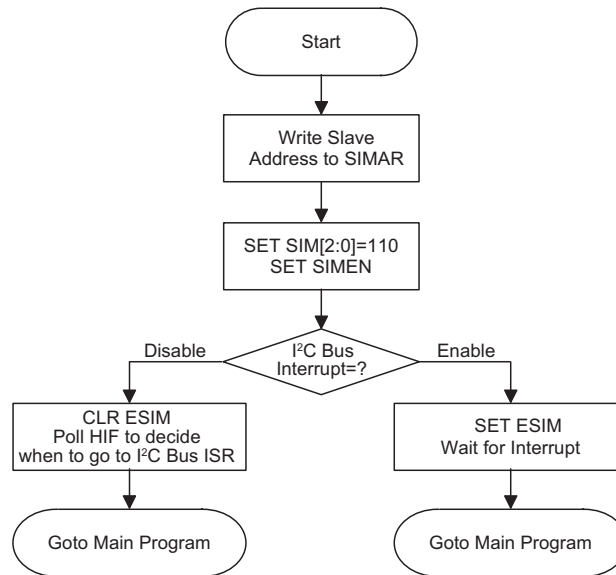 Start
Write Slave
Address to SIMAR
SET SIM[2:0]=110
SET SIMEN
I²C Bus
Interrupt=?
Disable
Enable
CLR ESIM
Poll HIF to decide
when to go to I²C Bus ISR
SET ESIM
Wait for Interrupt
Goto Main Program
Goto Main Program